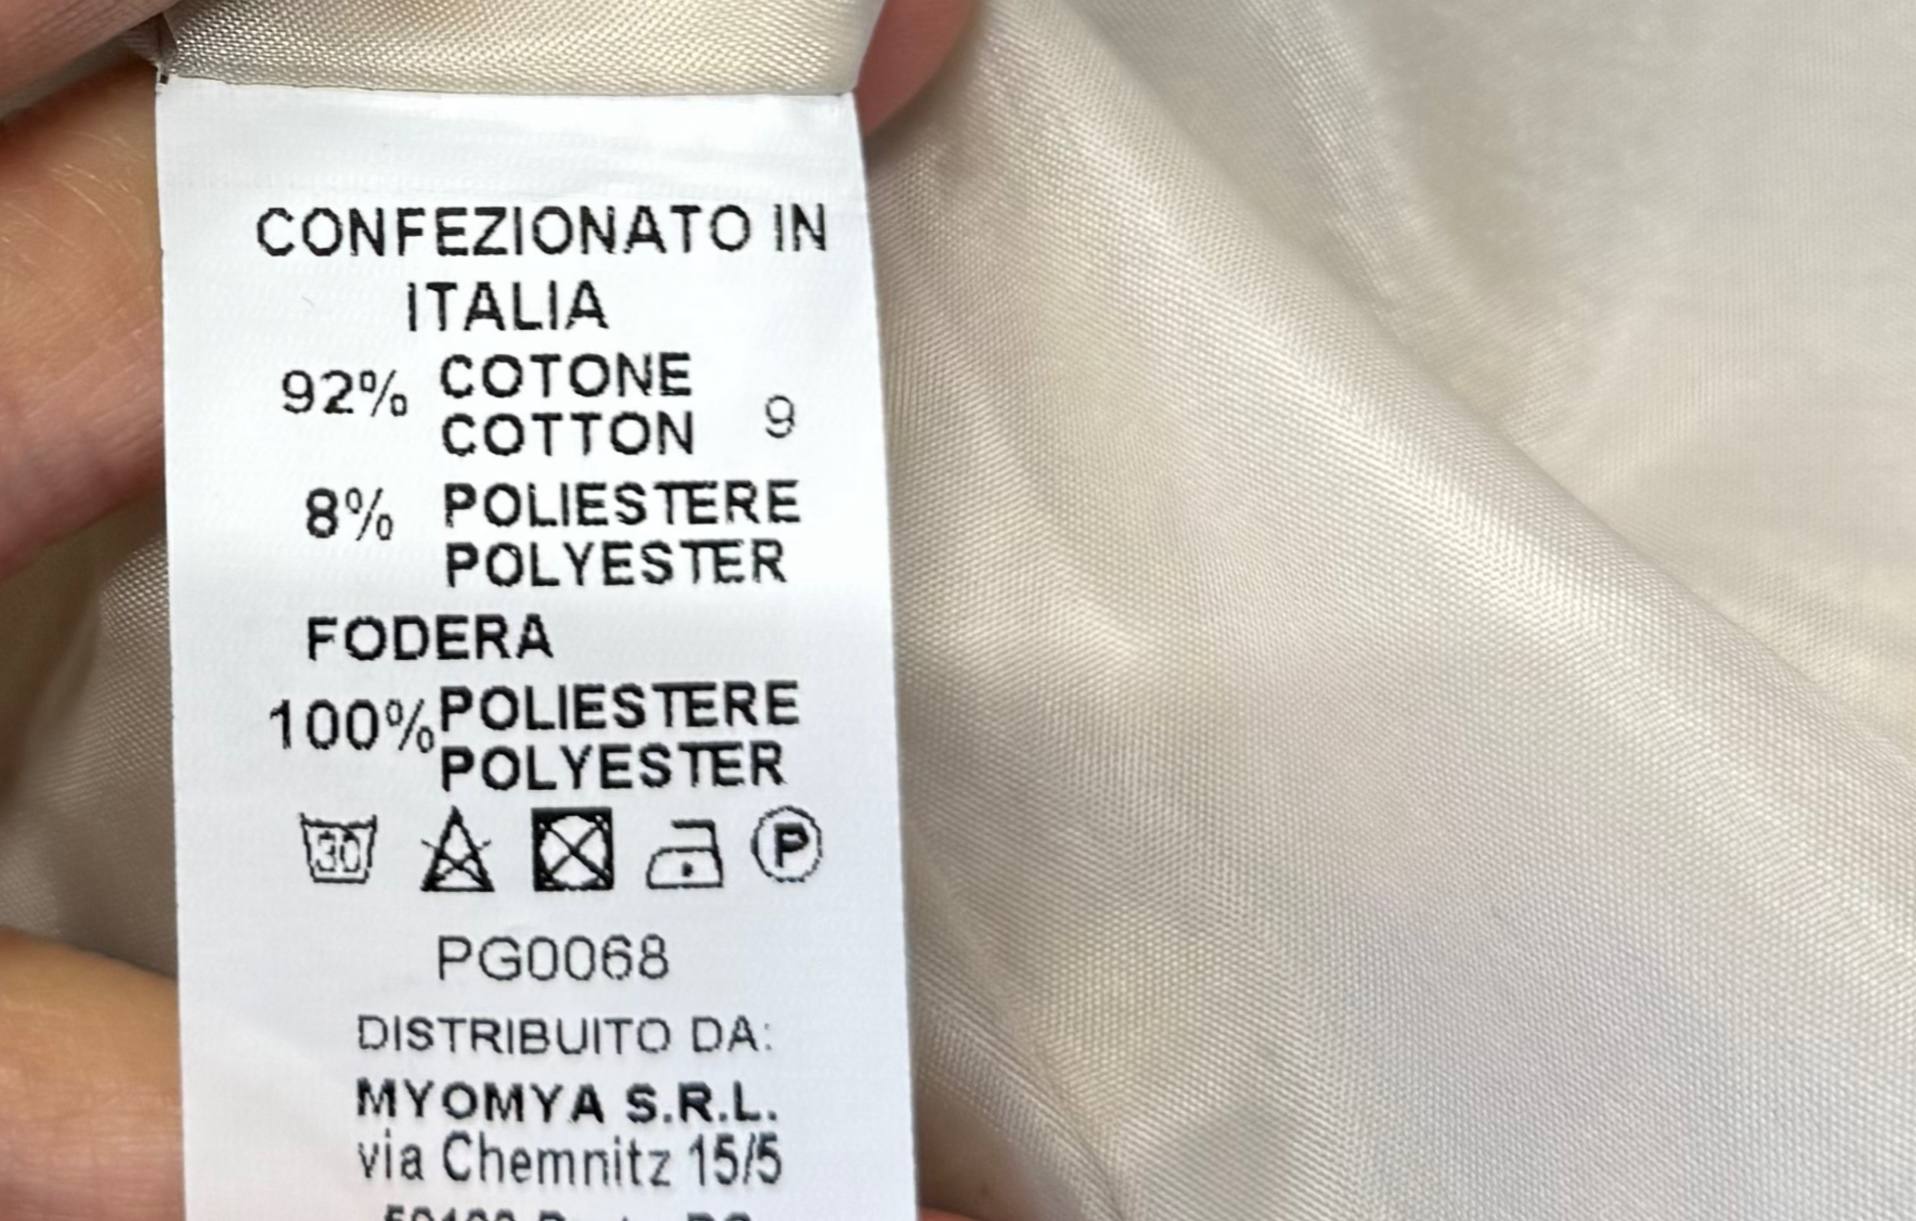 CONFEZIONATO IN
ITALIA
92% COTONE
COTTON 9
8% POLIESTERE
POLYESTER
FODERA
100% POLIESTERE
POLYESTER
30 P
PG0068
DISTRIBUITO DA:
MYOMYA S.R.L.
via Chemnitz 15/5